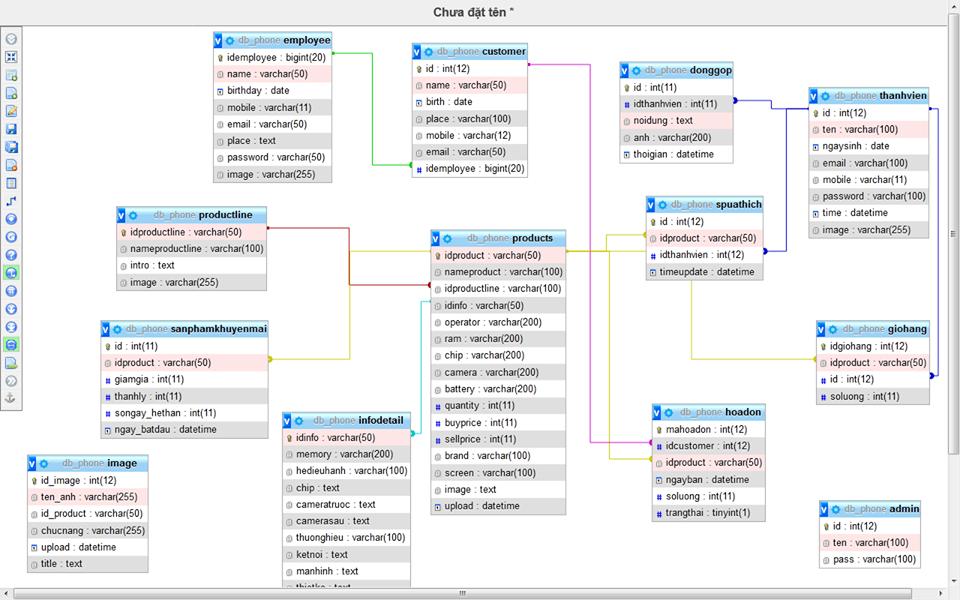 Chưa đặt tên *
db_phone employee
idemployee : bigint(20)
name : varchar(50)
birthday : date
mobile : varchar(11)
email : varchar(50)
place : text
password : varchar(50)
image : varchar(255)
db_phone customer
id : int(12)
name : varchar(50)
birth : date
place : varchar(100)
mobile : varchar(12)
email : varchar(50)
idemployee : bigint(20)
db_phone donggop
id : int(11)
idthanhvien : int(11)
noidung : text
anh : varchar(200)
thoigian : datetime
db_phone thanhvien
id : int(12)
ten : varchar(100)
ngaysinh : date
email : varchar(100)
mobile : varchar(11)
password : varchar(100)
time : datetime
image : varchar(255)
db_phone productline
idproductline : varchar(50)
nameproductline : varchar(100)
intro : text
image : varchar(255)
db_phone products
idproduct : varchar(50)
nameproduct : varchar(100)
idproductline : varchar(100)
idinfo : varchar(50)
operator : varchar(200)
ram : varchar(200)
chip : varchar(200)
camera : varchar(200)
battery : varchar(200)
quantity : int(11)
buyprice : int(11)
sellprice : int(11)
brand : varchar(100)
screen : varchar(100)
image : text
upload : datetime
db_phone spuathich
id : int(12)
idproduct : varchar(50)
idthanhvien : int(12)
timeupdate : datetime
db_phone sanphamkhuyenmai
id : int(11)
idproduct : varchar(50)
giamgia : int(11)
thanhly : int(11)
songay_hethan : int(11)
ngay_batdau : datetime
db_phone giohang
idgiohang : int(12)
idproduct : varchar(50)
id : int(12)
soluong : int(11)
db_phone infodetail
idinfo : varchar(50)
memory : varchar(200)
hedieuhanh : varchar(100)
chip : text
cameratruoc : text
camerasau : text
thuonghieu : varchar(100)
ketnoi : text
manhinh : text
thietke : text
db_phone hoadon
mahoadon : int(12)
idcustomer : int(12)
idproduct : varchar(50)
ngayban : datetime
soluong : int(11)
trangthai : tinyint(1)
db_phone image
id_image : int(12)
ten_anh : varchar(255)
id_product : varchar(50)
chucnang : varchar(255)
upload : datetime
title : text
db_phone admin
id : int(12)
ten : varchar(100)
pass : varchar(100)